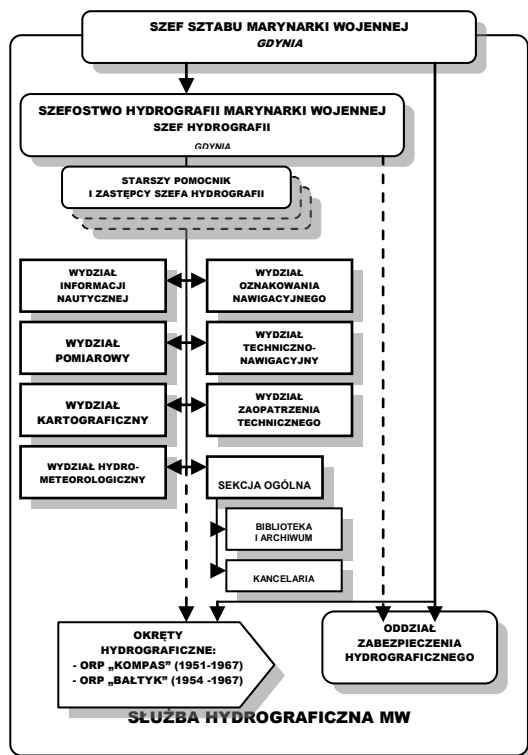 SZEF SZTABU MARYNARKI WOJENNEJ
GDYNIA
SZEFOSTWO HYDROGRAFII MARYNARKI WOJENNEJ
SZEF HYDROGRAFII
GDYNIA
STARSZY POMOCNIK
I ZASTĘPCY SZEFA HYDROGRAFII
WYDZIAŁ
INFORMACJI
NAUTYCZNEJ
WYDZIAŁ
OZNAKOWANIA
NAWIGACYJNEGO
WYDZIAŁ
POMIAROWY
WYDZIAŁ
TECHNICZNO-
NAWIGACYJNY
WYDZIAŁ
KARTOGRAFICZNY
WYDZIAŁ
ZAOPATRZENIA
TECHNICZNEGO
WYDZIAŁ HYDRO-
METEOROLOGICZNY
SEKCJA OGÓLNA
BIBLIOTEKA
I ARCHIWUM
KANCELARIA
OKRĘTY
HYDROGRAFICZNE:
- ORP „KOMPAS” (1951-1967)
- ORP „BAŁTYK” (1954 -1967)
ODDZIAŁ
ZABEZPIECZENIA
HYDROGRAFICZNEGO
SŁUŻBA HYDROGRAFICZNA MW